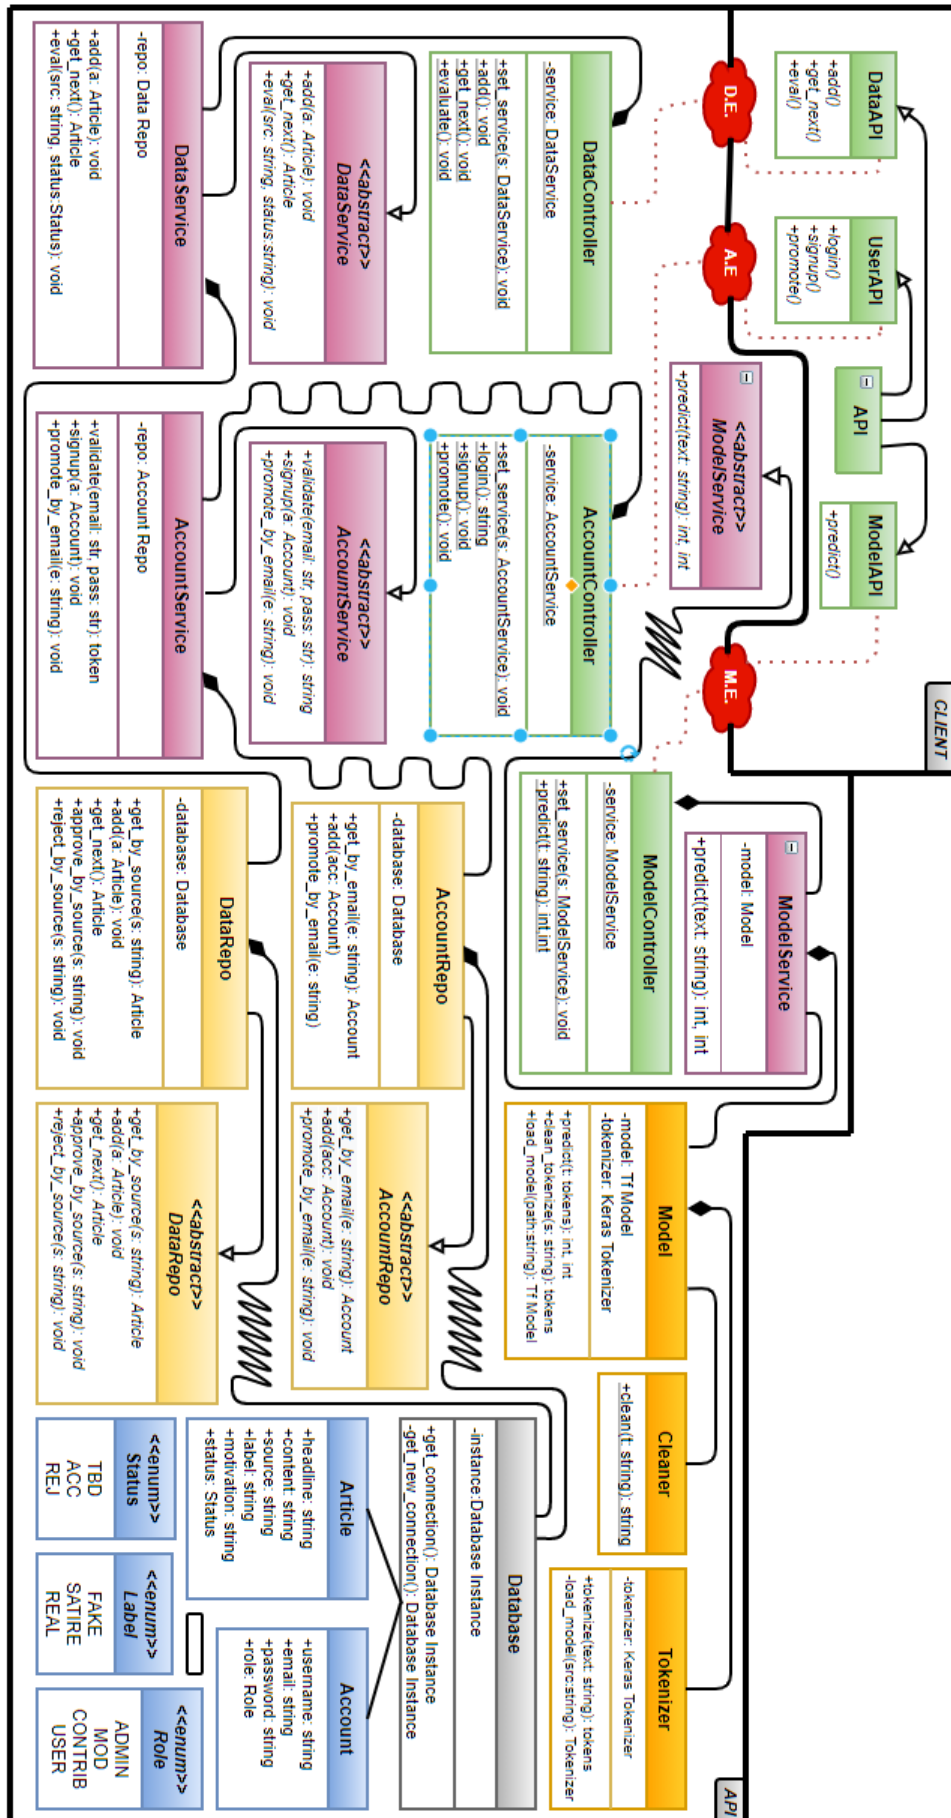 CLIENT
DataAPI
+add()
+get_next()
+eval()
UserAPI
+login()
+signup()
+promote()
API
ModelAPI
+predict()
D.E.
A.E
M.E.
<<abstract>>
ModelService
+predict(text: string): int, int
ModelService
-model: Model
+predict(text: string): int, int
DataController
-service: DataService
+set_service(s: DataService): void
+add(): void
+get_next(): void
+evaluate(): void
AccountController
-service: AccountService
+set_service(s: AccountService): void
+login(): string
+signup(): void
+promote(): void
ModelController
-service: ModelService
+set_service(s: ModelService): void
+predict(t: string): int,int
<<abstract>>
DataService
+add(a: Article): void
+get_next(): Article
+eval(src: string, status:string): void
<<abstract>>
AccountService
+validate(email: str, pass: str): string
+signup(a: Account): void
+promote_by_email(e: string): void
DataService
-repo: Data Repo
+add(a: Article): void
+get_next(): Article
+eval(src: string, status:Status): void
AccountService
-repo: Account Repo
+validate(email: str, pass: str): token
+signup(a: Account): void
+promote_by_email(e: string): void
AccountRepo
-database: Database
+get_by_email(e: string): Account
+add(acc: Account)
+promote_by_email(e: string)
<<abstract>>
AccountRepo
+get_by_email(e: string): Account
+add(acc: Account): void
+promote_by_email(e: string): void
DataRepo
-database: Database
+get_by_source(s: string): Article
+add(a: Article): void
+get_next(): Article
+approve_by_source(s: string): void
+reject_by_source(s: string): void
<<abstract>>
DataRepo
+get_by_source(s: string): Article
+add(a: Article): void
+get_next(): Article
+approve_by_source(s: string): void
+reject_by_source(s: string): void
API
Model
-model: Tf Model
-tokenizer: Keras Tokenizer
+predict(t: tokens): int, int
+clean_tokenize(s: string): tokens
+load_model(path:string): Tf Model
Cleaner
+clean(t: string): string
Tokenizer
-tokenizer: Keras Tokenizer
+tokenize(text: string): tokens
-load_model(src:string): Tokenizer
Database
-instance:Database Instance
+get_connection(): Database Instance
-get_new_connection(): Database Instance
Article
+headline: string
+content: string
+source: string
+label: string
+motivation: string
+status: Status
Account
+username: string
+email: string
+password: string
+role: Role
<<enum>>
Status
TBD
ACC
REJ
<<enum>>
Label
FAKE
SATIRE
REAL
<<enum>>
Role
ADMIN
MOD
CONTRIB
USER